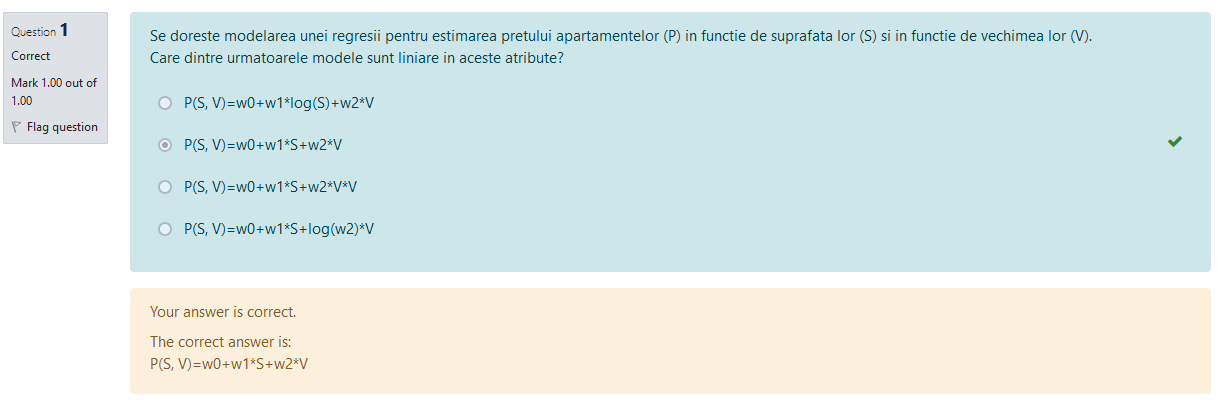 Question 1
Correct
Mark 1.00 out of
1.00
Flag question
Se doreste modelarea unei regresii pentru estimarea pretului apartamentelor (P) in functie de suprafata lor (S) si in functie de vechimea lor (V).
Care dintre urmatoarele modele sunt liniare in aceste atribute?
P(S, V)=w0+w1*log(S)+w2*V
P(S, V)=w0+w1*S+w2*V
P(S, V)=w0+w1*S+w2*V*V
P(S, V)=w0+w1*S+log(w2)*V
Your answer is correct.
The correct answer is:
P(S, V)=w0+w1*S+w2*V